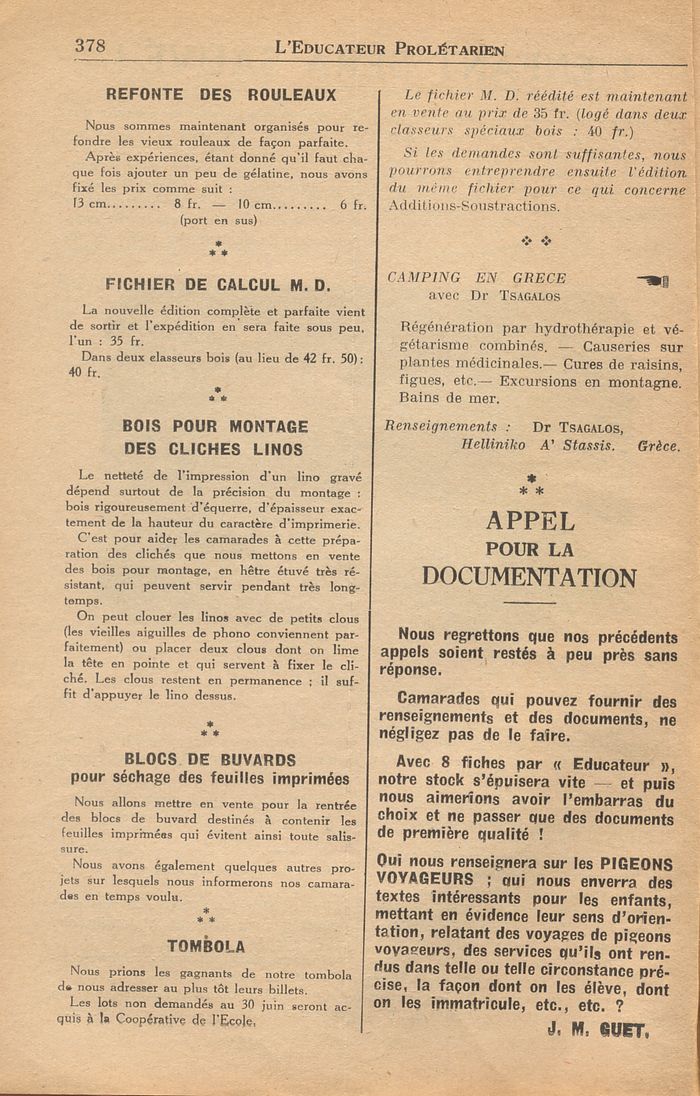 378
L'Educateur Prolétarien
REFONTE DES ROULEAUX
Nous sommes maintenant organisés pour re-
fondre les vieux rouleaux de façon parfaite.
Après expériences, étant donné qu'il faut cha-
que fois ajouter un peu de gélatine, nous avons
fixé les prix comme suit :
13 cm......... 8 fr. — 10 cm......... 6 fr.
(port en sus)
*
* *
FICHIER DE CALCUL M. D.
La nouvelle édition complète et parfaite vient
de sortir et l'expédition en sera faite sous peu,
l'un : 35 fr.
Dans deux classeurs bois (au lieu de 42 fr. 50) :
40 fr.
*
* *
BOIS POUR MONTAGE
DES CLICHES LINOS
Le netteté de l'impression d'un lino gravé
dépend surtout de la précision du montage :
bois rigoureusement d'équerre, d'épaisseur exac-
tement de la hauteur du caractère d'imprimerie.
C'est pour aider les camarades à cette prépa-
ration des clichés que nous mettons en vente
des bois pour montage, en hêtre étuvé très ré-
sistant, qui peuvent servir pendant très long-
temps.
On peut clouer les linos avec de petits clous
(les vieilles aiguilles de phono conviennent par-
faitement) ou placer deux clous dont on lime
la tête en pointe et qui servent à fixer le cli-
ché. Les clous restent en permanence ; il suf-
fit d'appuyer le lino dessus.
*
* *
BLOCS DE BUVARDS
pour séchage des feuilles imprimées
Nous allons mettre en vente pour la rentrée
des blocs de buvard destinés à contenir les
feuilles imprimées qui évitent ainsi toute salis-
sure.
Nous avons également quelques autres pro-
jets sur lesquels nous informerons nos camara-
des en temps voulu.
*
* *
TOMBOLA
Nous prions les gagnants de notre tombola
de nous adresser au plus tôt leurs billets.
Les lots non demandés au 30 juin seront ac-
quis à la Coopérative de l'Ecole.
Le fichier M. D. réédité est maintenant
en vente au prix de 35 fr. (logé dans deux
classeurs spéciaux bois : 40 fr.)
Si les demandes sont suffisantes, nous
pourrons entreprendre ensuite l'édition
du même fichier pour ce qui concerne
Additions-Soustractions.
CAMPING EN GRECE
avec Dr TSAGALOS
Régénération par hydrothérapie et vé-
gétarisme combinés. — Causeries sur
plantes médicinales.— Cures de raisins,
figues, etc.— Excursions en montagne.
Bains de mer.
Renseignements : Dr TSAGALOS,
Helliniko A' Stassis. Grèce.
*
* *
APPEL
POUR LA
DOCUMENTATION
Nous regrettons que nos précédents
appels soient restés à peu près sans
réponse.
Camarades qui pouvez fournir des
renseignements et des documents, ne
négligez pas de le faire.
Avec 8 fiches par « Educateur »,
notre stock s'épuisera vite — et puis
nous aimerions avoir l'embarras du
choix et ne passer que des documents
de première qualité !
Qui nous renseignera sur les PIGEONS
VOYAGEURS ; qui nous enverra des
textes intéressants pour les enfants,
mettant en évidence leur sens d'orien-
tation, relatant des voyages de pigeons
voyageurs, des services qu'ils ont ren-
dus dans telle ou telle circonstance pré-
cise, la façon dont on les élève, dont
on les immatricule, etc., etc. ?
J. M. GUET.